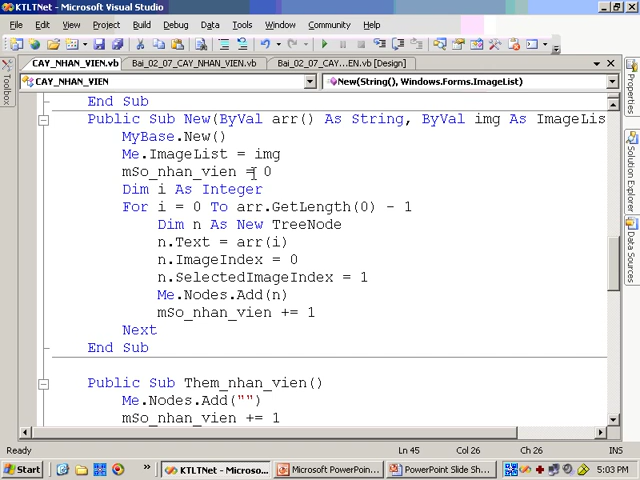 KTLTNet - Microsoft Visual Studio
File Edit View Project Build Debug Data Tools Window Community Help
CAY_NHAN_VIEN.vb Bai_02_07_CAY_NHAN_VIEN.vb Bai_02_07_CAY_...EN.vb [Design]
CAY_NHAN_VIEN New(String(), Windows.Forms.ImageList)
Toolbox
Properties
Solution Explorer
Data Sources
End Sub
Public Sub New(ByVal arr() As String, ByVal img As ImageLis
MyBase.New()
Me.ImageList = img
mSo_nhan_vien = 0
Dim i As Integer
For i = 0 To arr.GetLength(0) - 1
Dim n As New TreeNode
n.Text = arr(i)
n.ImageIndex = 0
n.SelectedImageIndex = 1
Me.Nodes.Add(n)
mSo_nhan_vien += 1
Next
End Sub
Public Sub Them_nhan_vien()
Me.Nodes.Add("")
mSo_nhan_vien += 1
Ready Ln 45 Col 26 Ch 26 INS
Start » KTLTNet - Microso... Microsoft PowerPoin... PowerPoint Slide Sh... 5:03 PM